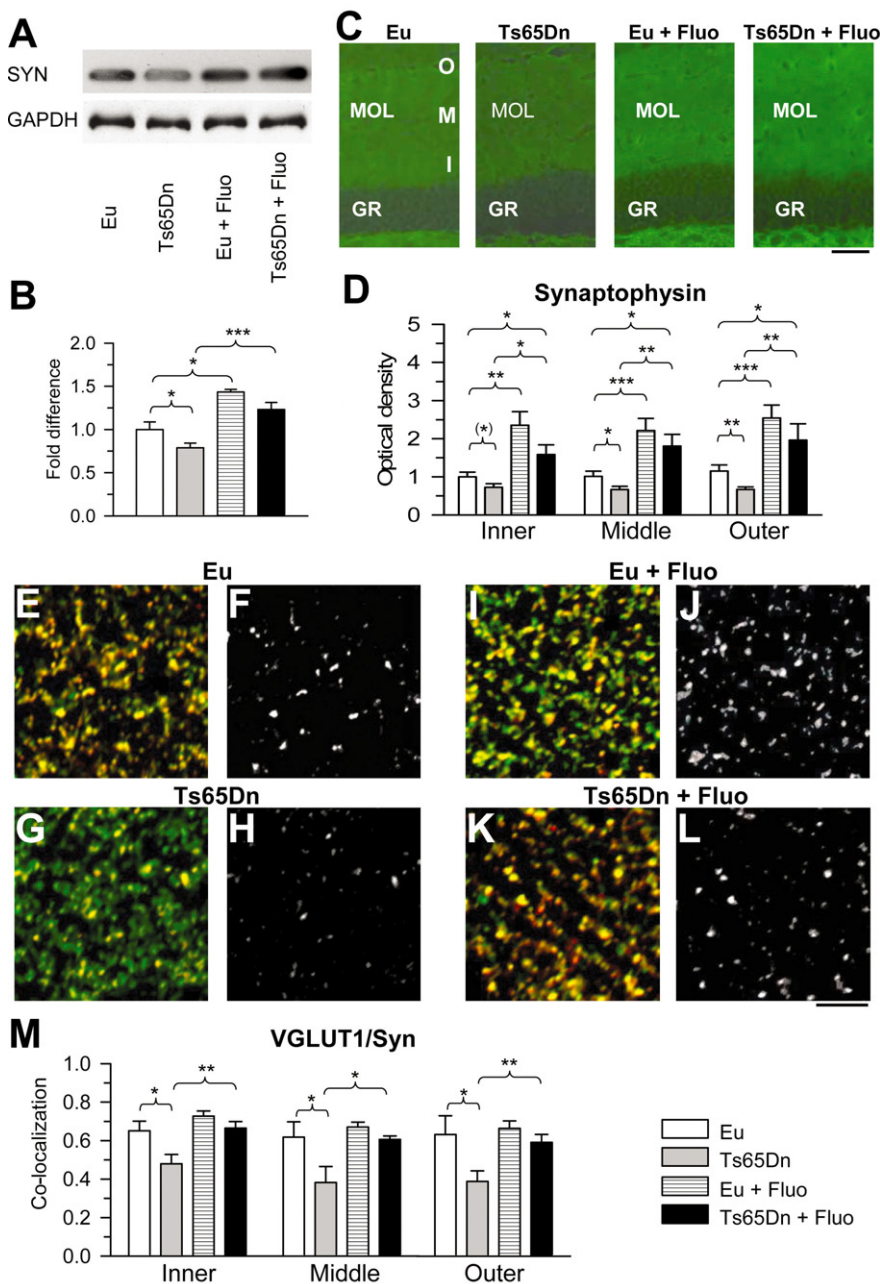 A
SYN
GAPDH
Eu
Ts65Dn
Eu + Fluo
Ts65Dn + Fluo
B
Fold difference
2.0
1.5
1.0
0.5
0.0
*
*
***
C
Eu Ts65Dn Eu + Fluo Ts65Dn + Fluo
O
MOL M MOL MOL MOL
I
GR GR GR GR
D
Synaptophysin
Optical density
5
4
3
2
1
0
* * *
* ** **
** *** ***
(*) * **
Inner Middle Outer
Eu Eu + Fluo
E F I J
Ts65Dn Ts65Dn + Fluo
G H K L
M
VGLUT1/Syn
Co-localization
1.0
0.8
0.6
0.4
0.2
0.0
* ** * * * **
Inner Middle Outer
Eu
Ts65Dn
Eu + Fluo
Ts65Dn + Fluo